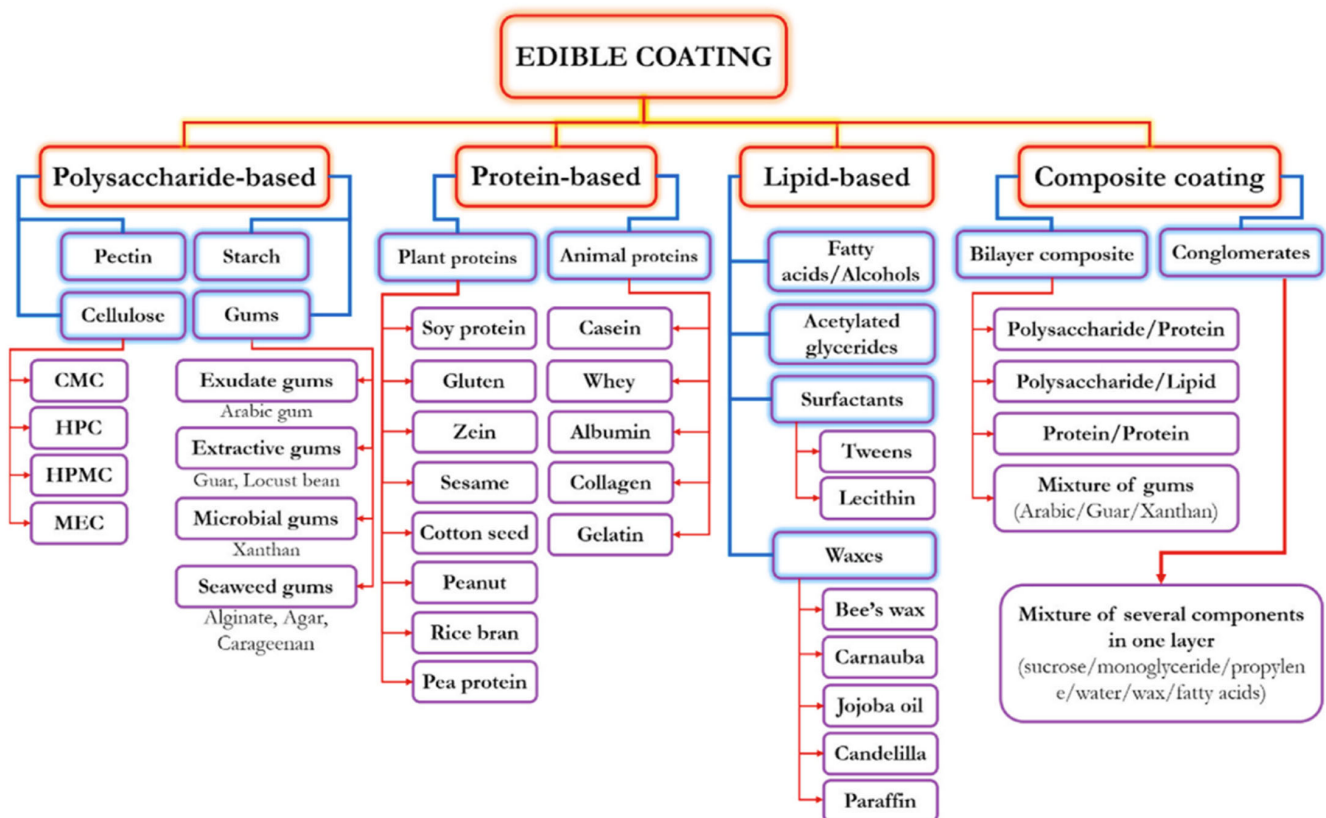 EDIBLE COATING
Polysaccharide-based
Protein-based
Lipid-based
Composite coating
Pectin
Starch
Cellulose
Gums
CMC
HPC
HPMC
MEC
Exudate gums
Arabic gum
Extractive gums
Guar, Locust bean
Microbial gums
Xanthan
Seaweed gums
Alginate, Agar,
Carageenan
Plant proteins
Animal proteins
Soy protein
Gluten
Zein
Sesame
Cotton seed
Peanut
Rice bran
Pea protein
Casein
Whey
Albumin
Collagen
Gelatin
Fatty
acids/Alcohols
Acetylated
glycerides
Surfactants
Tweens
Lecithin
Waxes
Bee's wax
Carnauba
Jojoba oil
Candelilla
Paraffin
Bilayer composite
Conglomerates
Polysaccharide/Protein
Polysaccharide/Lipid
Protein/Protein
Mixture of gums
(Arabic/Guar/Xanthan)
Mixture of several components
in one layer
(sucrose/monoglyceride/propylen
e/water/wax/fatty acids)